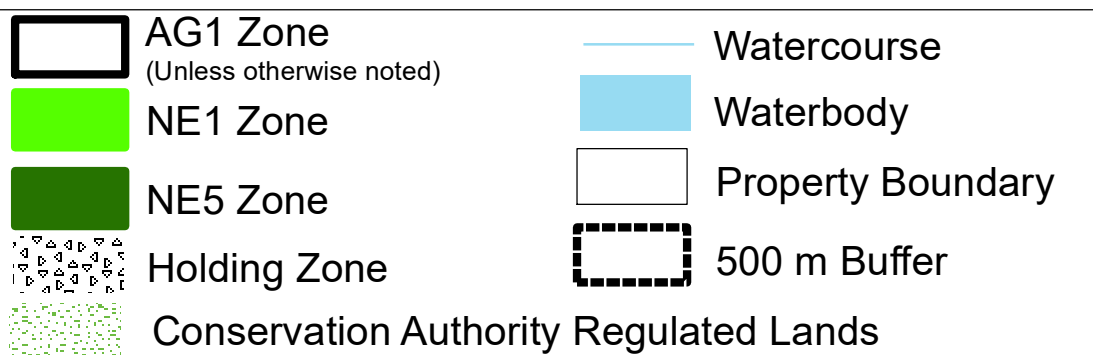 AG1 Zone
(Unless otherwise noted)
NE1 Zone
NE5 Zone
Holding Zone
Conservation Authority Regulated Lands
Watercourse
Waterbody
Property Boundary
500 m Buffer